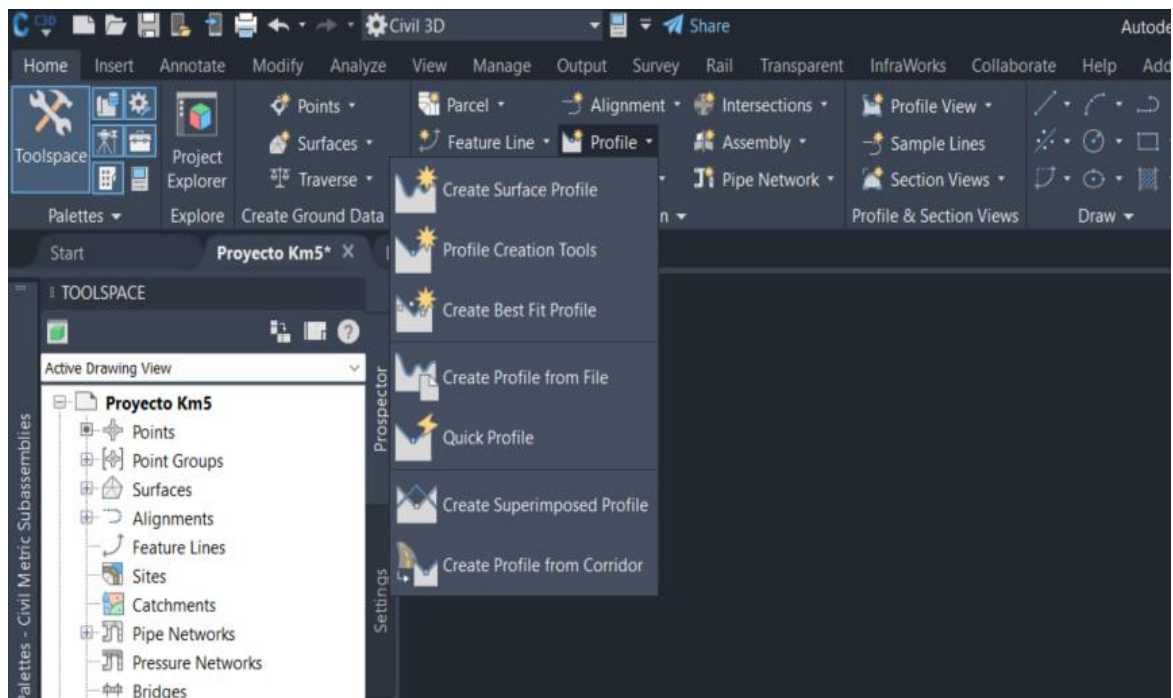 C3D Civil 3D Share Autode
Home Insert Annotate Modify Analyze View Manage Output Survey Rail Transparent InfraWorks Collaborate Help Add
Points Parcel Alignment Intersections Profile View
Toolspace Project Explorer Surfaces Feature Line Profile Assembly Sample Lines
Traverse Pipe Network Section Views
Palettes Explore Create Ground Data n Profile & Section Views Draw
Create Surface Profile
Profile Creation Tools
Create Best Fit Profile
Create Profile from File
Quick Profile
Create Superimposed Profile
Create Profile from Corridor
Start Proyecto Km5*
TOOLSPACE
Active Drawing View
Proyecto Km5
Points
Point Groups
Surfaces
Alignments
Feature Lines
Sites
Catchments
Pipe Networks
Pressure Networks
Bridges
Prospector
Settings
Palettes - Civil Metric Subassemblies